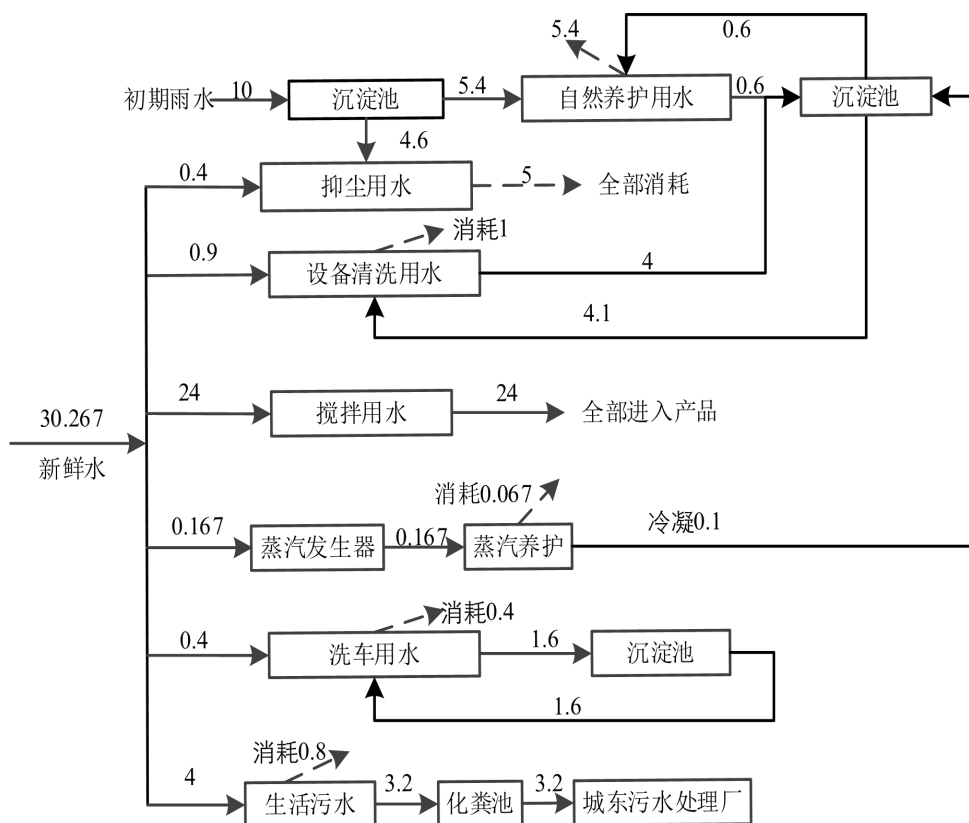 5.4
0.6
初期雨水
10
沉淀池
5.4
自然养护用水
0.6
沉淀池
4.6
0.4
抑尘用水
5
全部消耗
消耗1
0.9
设备清洗用水
4
4.1
24
搅拌用水
24
全部进入产品
30.267
新鲜水
消耗0.067
冷凝0.1
0.167
蒸汽发生器
0.167
蒸汽养护
消耗0.4
0.4
洗车用水
1.6
沉淀池
1.6
消耗0.8
4
生活污水
3.2
化粪池
3.2
城东污水处理厂